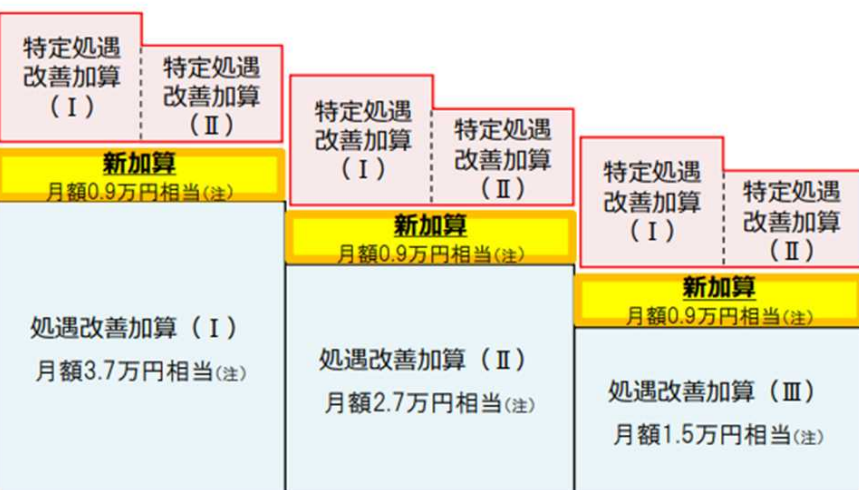 特定処遇
改善加算
（Ⅰ）
特定処遇
改善加算
（Ⅱ）
新加算
月額0.9万円相当(注)
処遇改善加算（Ⅰ）
月額3.7万円相当(注)
特定処遇
改善加算
（Ⅰ）
特定処遇
改善加算
（Ⅱ）
新加算
月額0.9万円相当(注)
処遇改善加算（Ⅱ）
月額2.7万円相当(注)
特定処遇
改善加算
（Ⅰ）
特定処遇
改善加算
（Ⅱ）
新加算
月額0.9万円相当(注)
処遇改善加算（Ⅲ）
月額1.5万円相当(注)